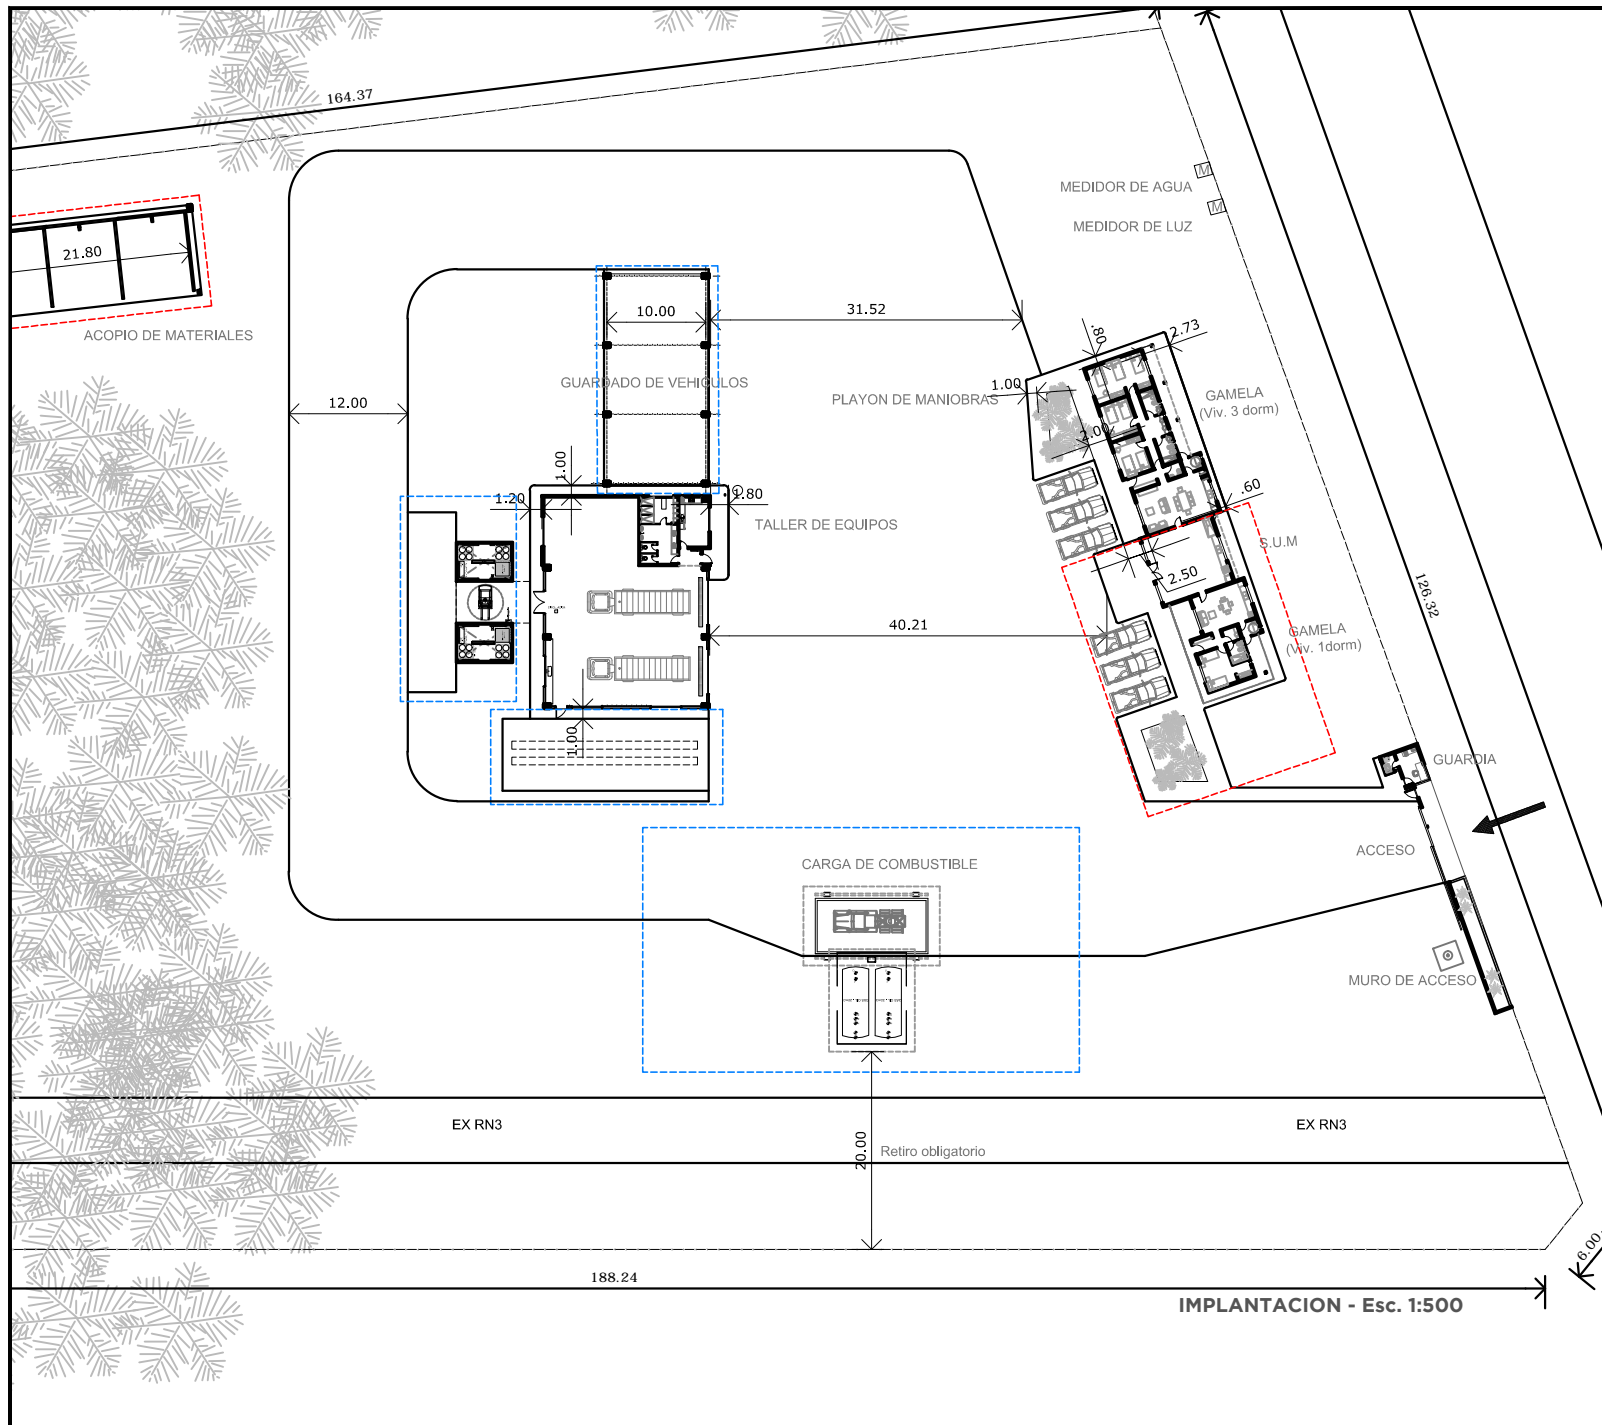 164.37
MEDIDOR DE AGUA
M
MEDIDOR DE LUZ
M
21.80
ACOPIO DE MATERIALES
10.00
31.52
.80
2.73
GUARDADO DE VEHICULOS
1.00
PLAYON DE MANIOBRAS
GAMELA
(Viv. 3 dorm)
12.00
2.00
1.00
1.20
1.80
.60
TALLER DE EQUIPOS
S.U.M
2.50
126.32
40.21
GAMELA
(Viv. 1dorm)
1.00
GUARDIA
ACCESO
CARGA DE COMBUSTIBLE
MURO DE ACCESO
EX RN3
EX RN3
20.00
Retiro obligatorio
6.00
188.24
IMPLANTACION - Esc. 1:500